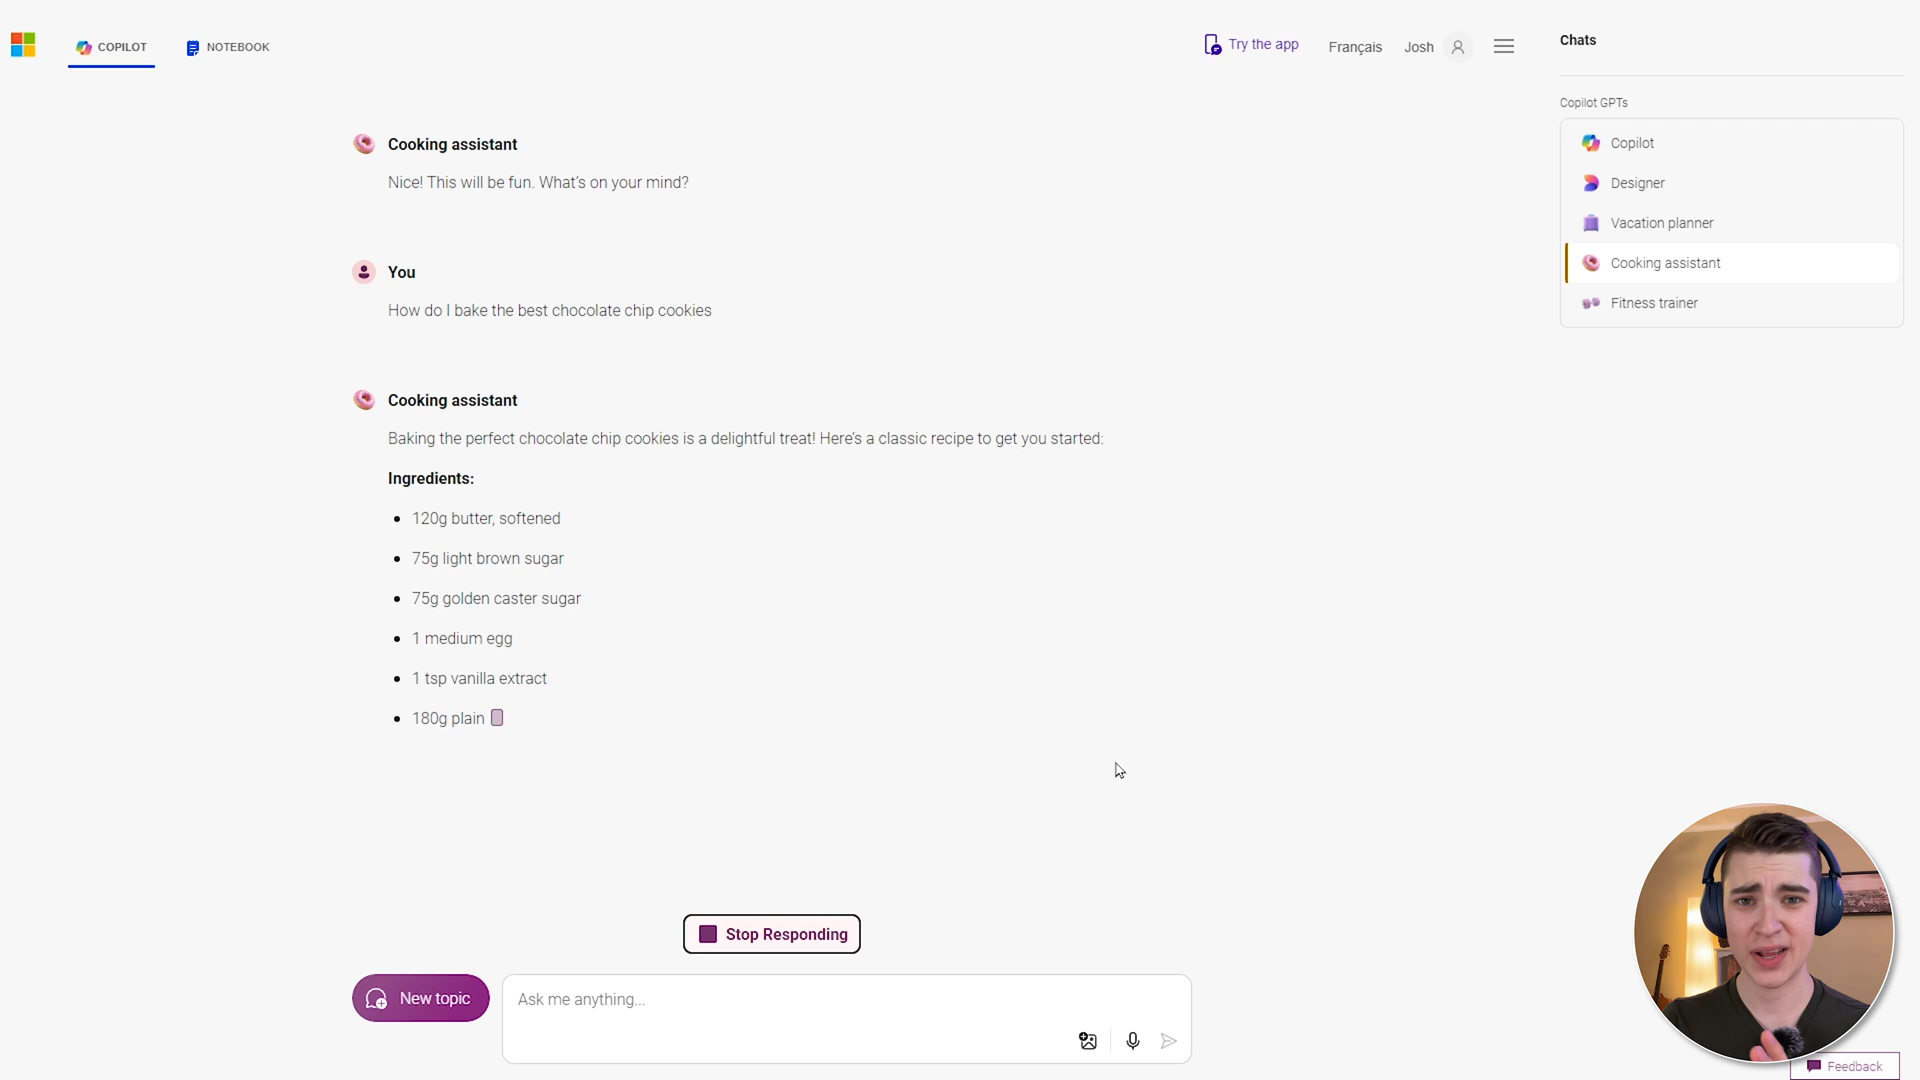 COPILOT
NOTEBOOK
Try the app
Français
Josh
Chats
Copilot GPTs
Copilot
Designer
Vacation planner
Cooking assistant
Fitness trainer
Cooking assistant
Nice! This will be fun. What's on your mind?
You
How do I bake the best chocolate chip cookies
Cooking assistant
Baking the perfect chocolate chip cookies is a delightful treat! Here's a classic recipe to get you started:
Ingredients:
120g butter, softened
75g light brown sugar
75g golden caster sugar
1 medium egg
1 tsp vanilla extract
180g plain
Stop Responding
New topic
Ask me anything...
Feedback